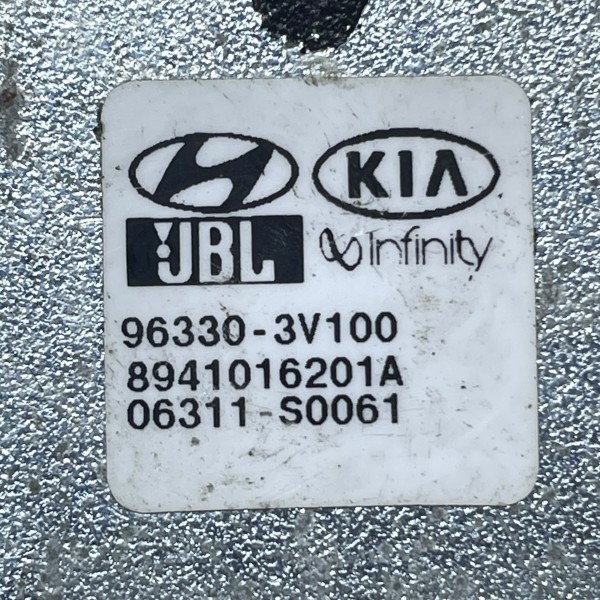 KIA
JBL Infinity
96330-3V100
8941016201A
06311-S0061